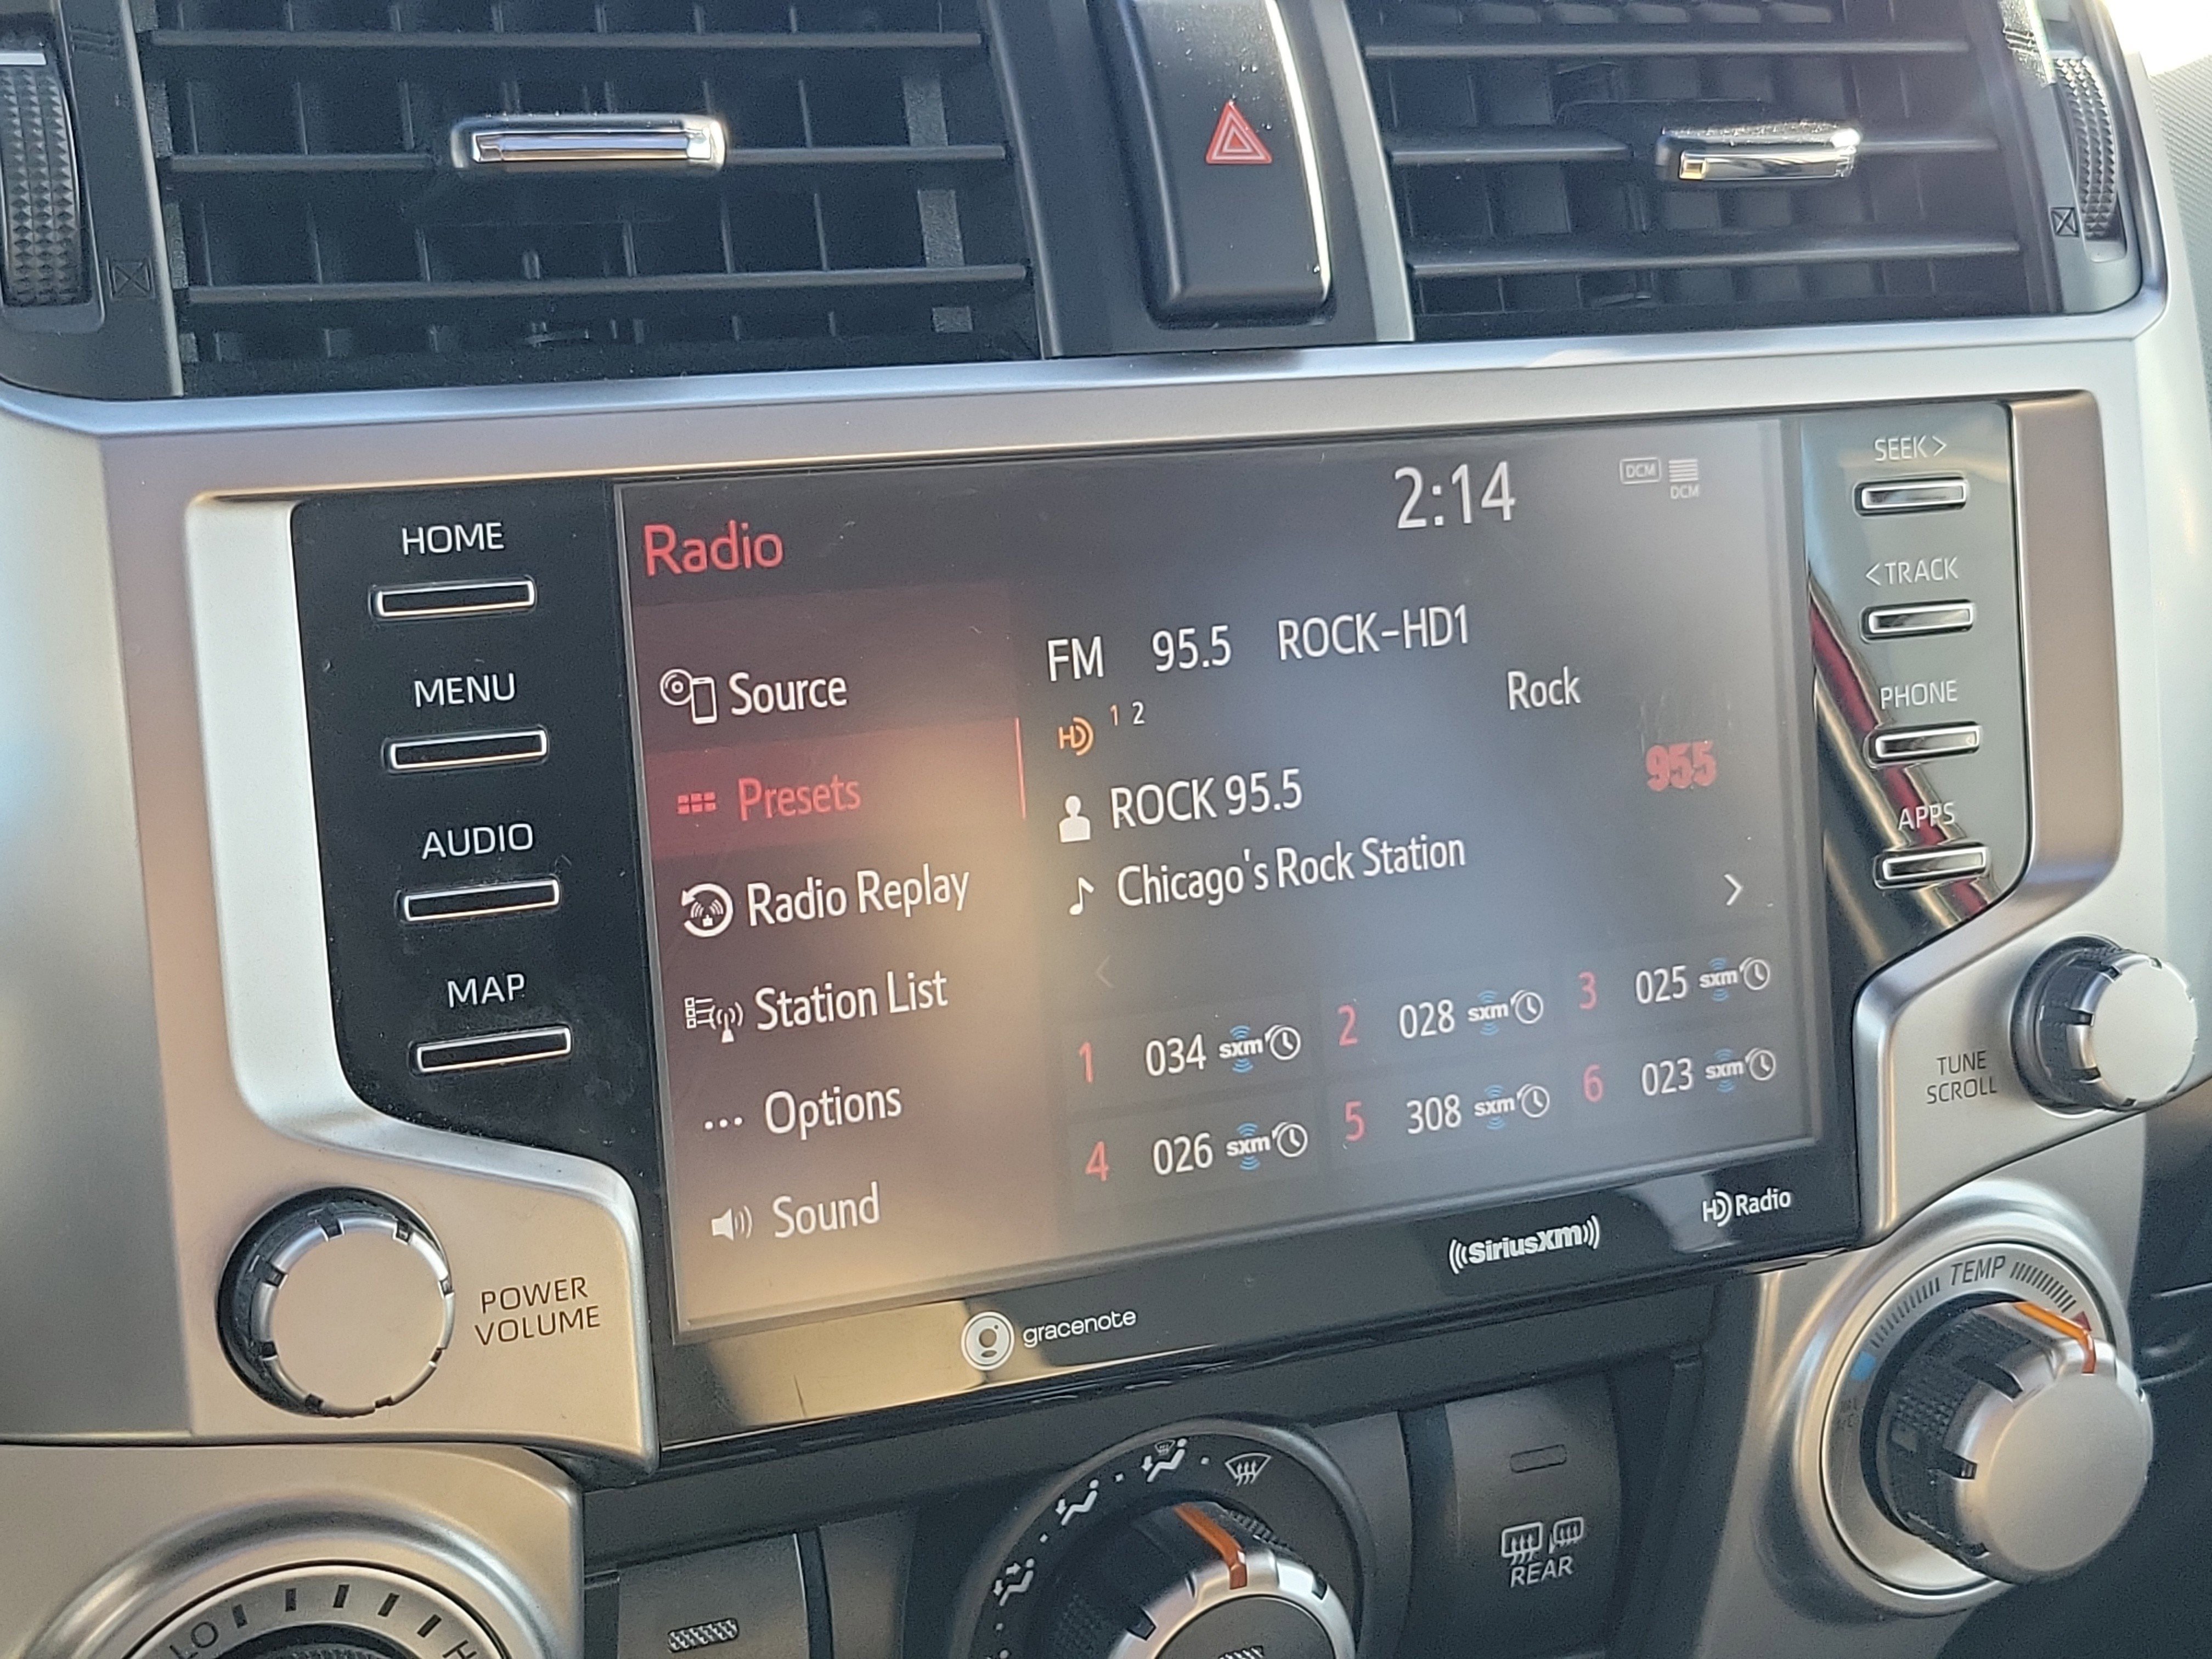 2:14
DCM
DCM
SEEK >
HOME
Radio
< TRACK
FM 95.5 ROCK-HD1
MENU
Source
HD 1 2
Rock
PHONE
Presets
ROCK 95.5
955
AUDIO
Radio Replay
Chicago's Rock Station
APPS
>
MAP
Station List
<
1 034 sxm
2 028 sxm
3 025 sxm
TUNE
SCROLL
Options
4 026 sxm
5 308 sxm
6 023 sxm
Sound
POWER
VOLUME
gracenote
((SiriusXM))
HD Radio
TEMP
REAR
LO